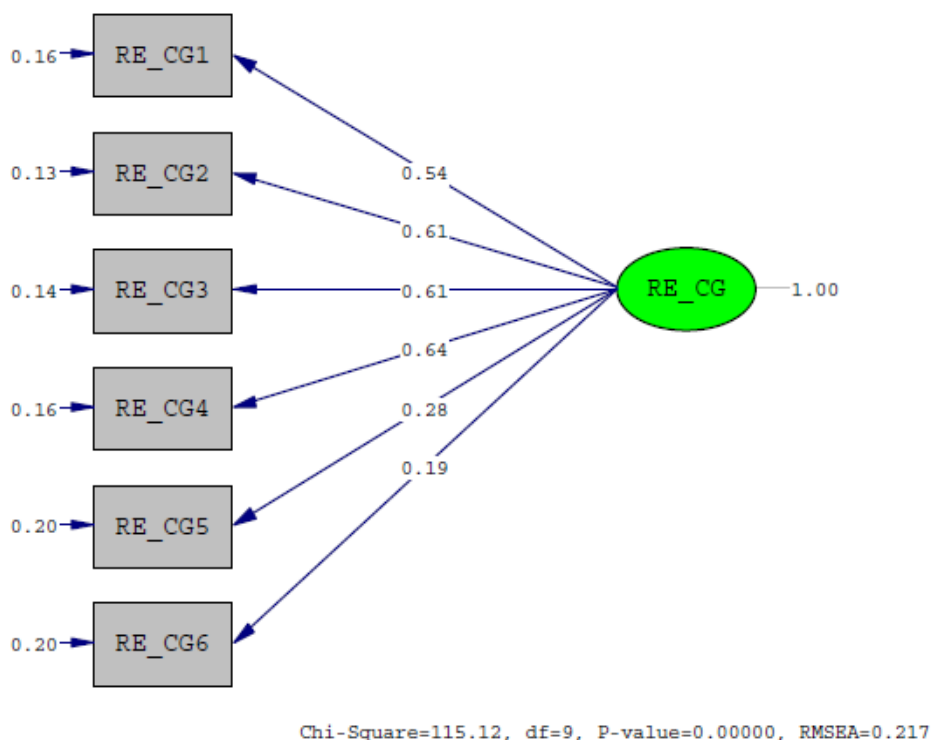 0.16
RE_CG1
0.54
0.13
RE_CG2
0.61
0.14
RE_CG3
0.61
RE_CG
1.00
0.64
0.16
RE_CG4
0.28
0.19
0.20
RE_CG5
0.20
RE_CG6
Chi-Square=115.12, df=9, P-value=0.00000, RMSEA=0.217